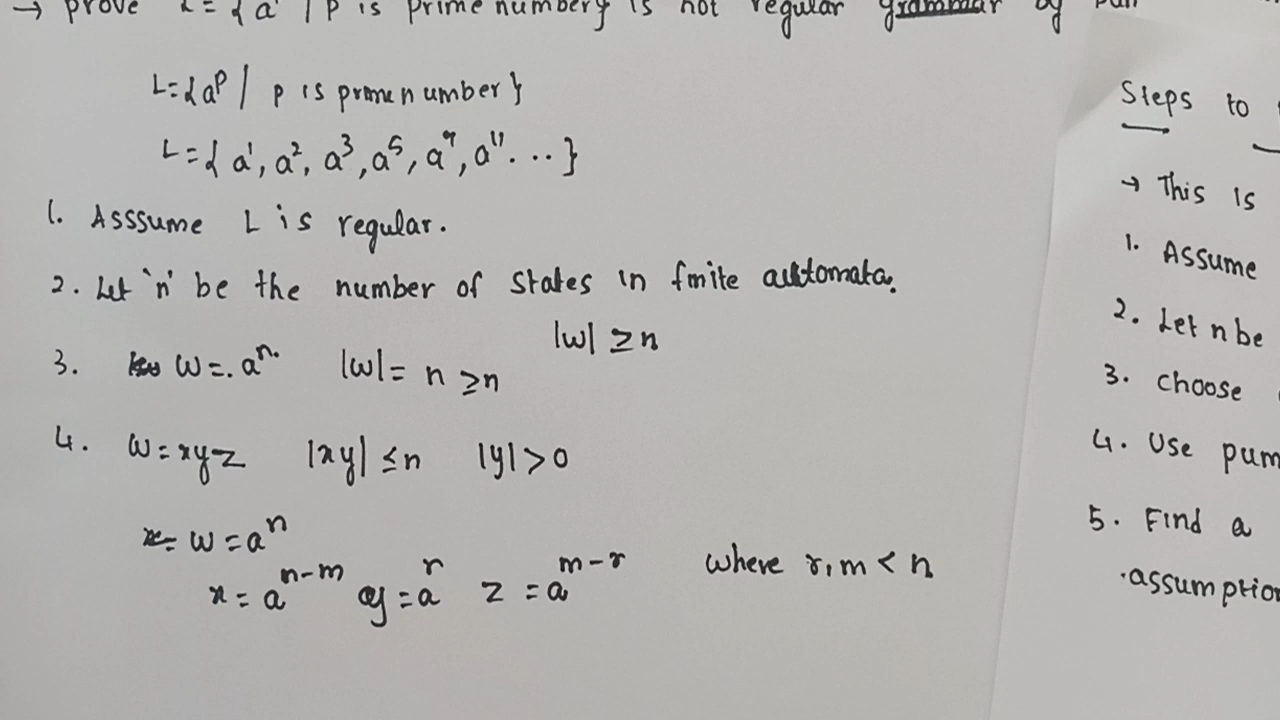 → prove L = { a | p is prime number} is not regular grammar by
L={a^p | p is prime number}
L={ a^1, a^2, a^3, a^5, a^7, a^11. ..}
1. Asssume L is regular.
2. Let 'n' be the number of states in finite automata.
|w| ≥n
3. w=. a^n. |w|= n ≥n
4. w=xyz |xy| ≤n |y|>0
w=a^n
x=a^n-m y=a^r z=a^m-r where r,m<n
Steps to
→ This is
1. Assume
2. Let n be
3. choose
4. Use pum
5. Find a
.assumption